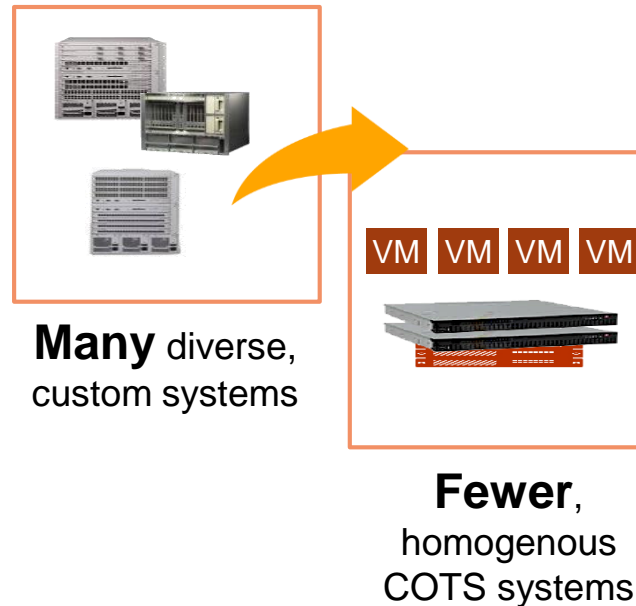 Many diverse,
custom systems
VM VM VM VM
Fewer,
homogenous
COTS systems